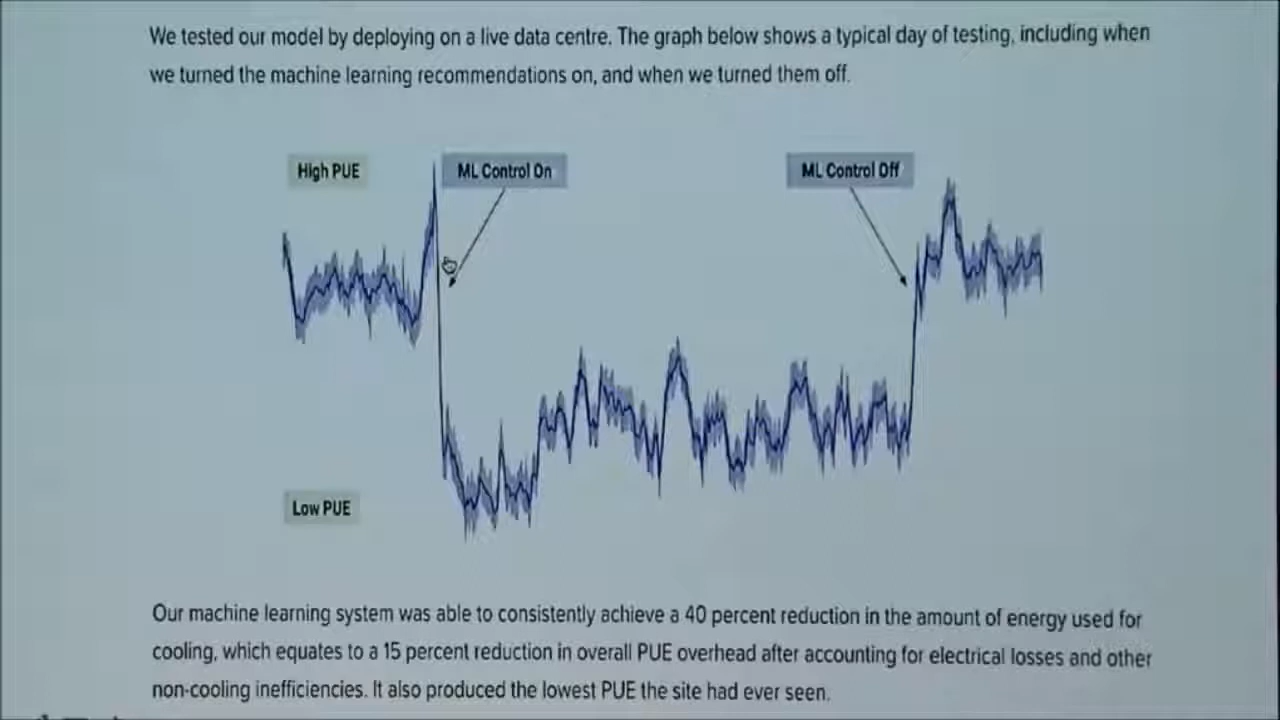 We tested our model by deploying on a live data centre. The graph below shows a typical day of testing, including when
we turned the machine learning recommendations on, and when we turned them off.
High PUE
ML Control On
ML Control Off
Low PUE
Our machine learning system was able to consistently achieve a 40 percent reduction in the amount of energy used for
cooling, which equates to a 15 percent reduction in overall PUE overhead after accounting for electrical losses and other
non-cooling inefficiencies. It also produced the lowest PUE the site had ever seen.